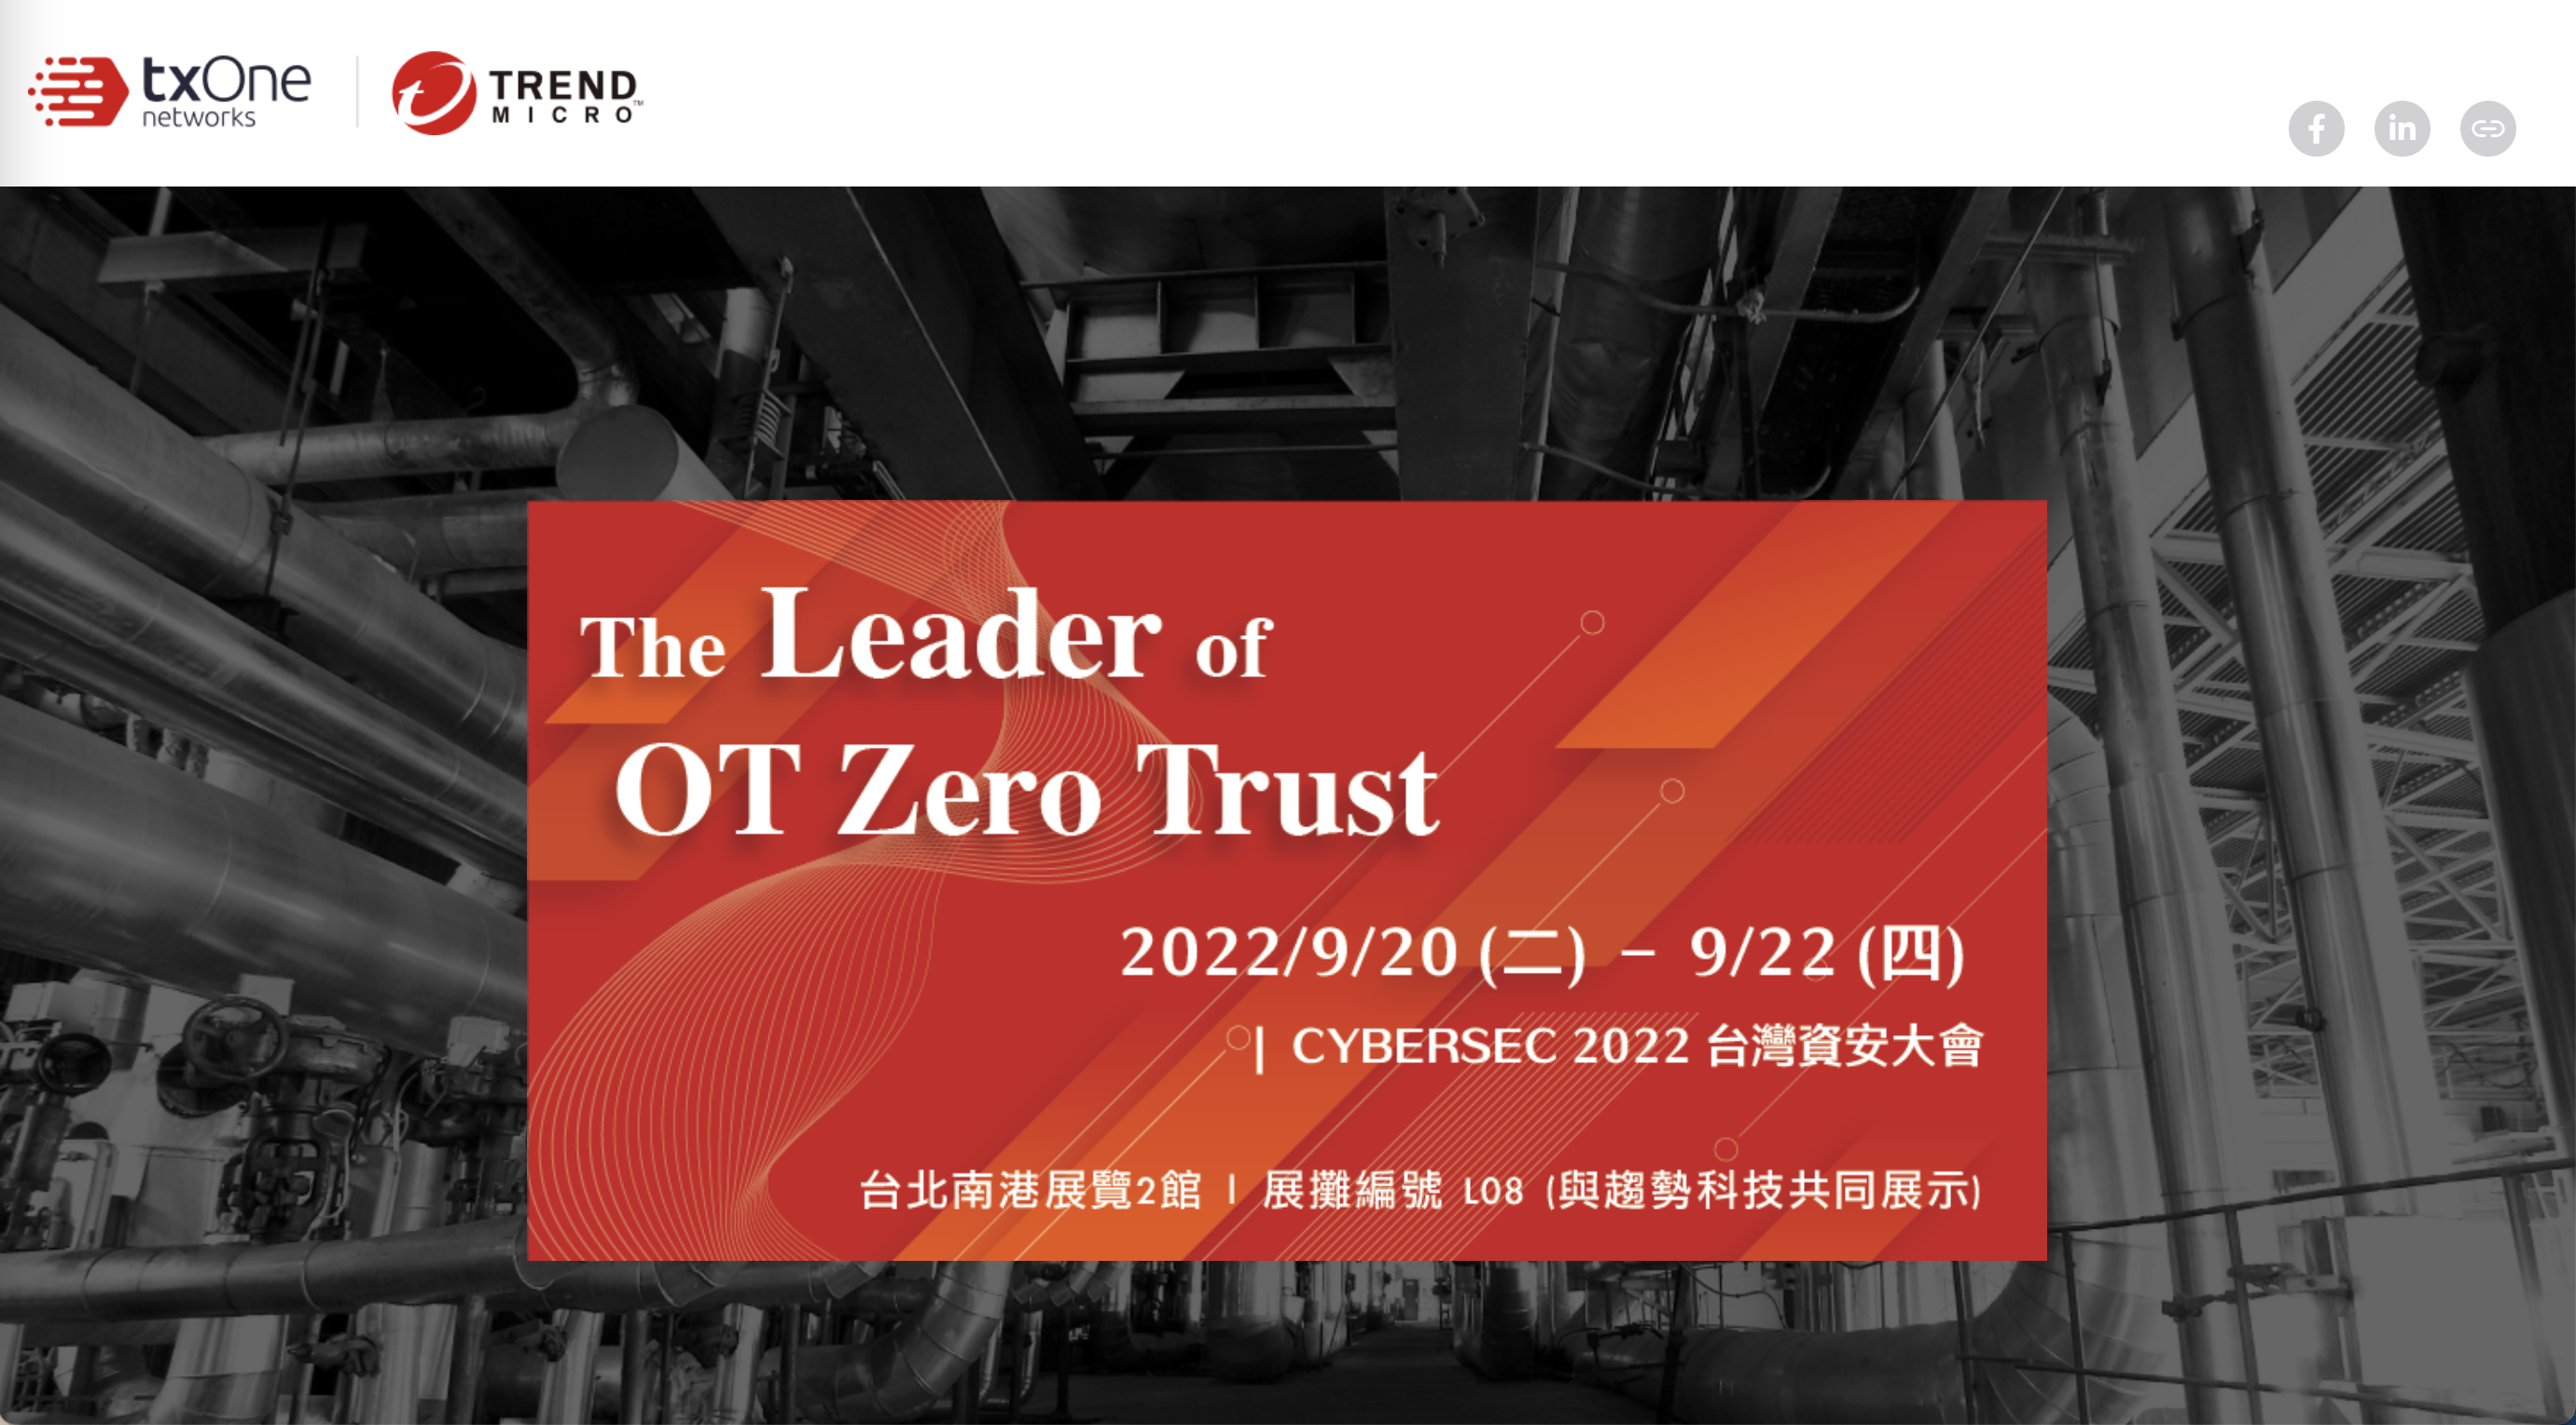 txOne
networks
TREND
MICRO™
The Leader of
OT Zero Trust
2022/9/20 (二) – 9/22 (四)
| CYBERSEC 2022 台灣資安大會
台北南港展覽2館 | 展攤編號 L08 (與趨勢科技共同展示)